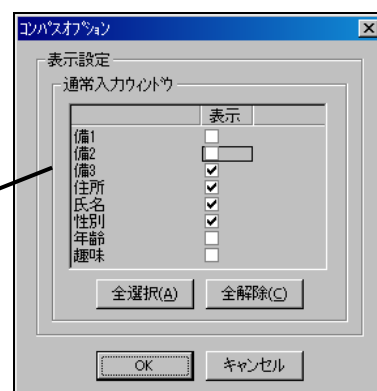 コンパスオプション
表示設定
通常入力ウィンドウ
表示
備1
備2
備3
住所
氏名
性別
年齢
趣味
全選択(A)
全解除(C)
OK
キャンセル